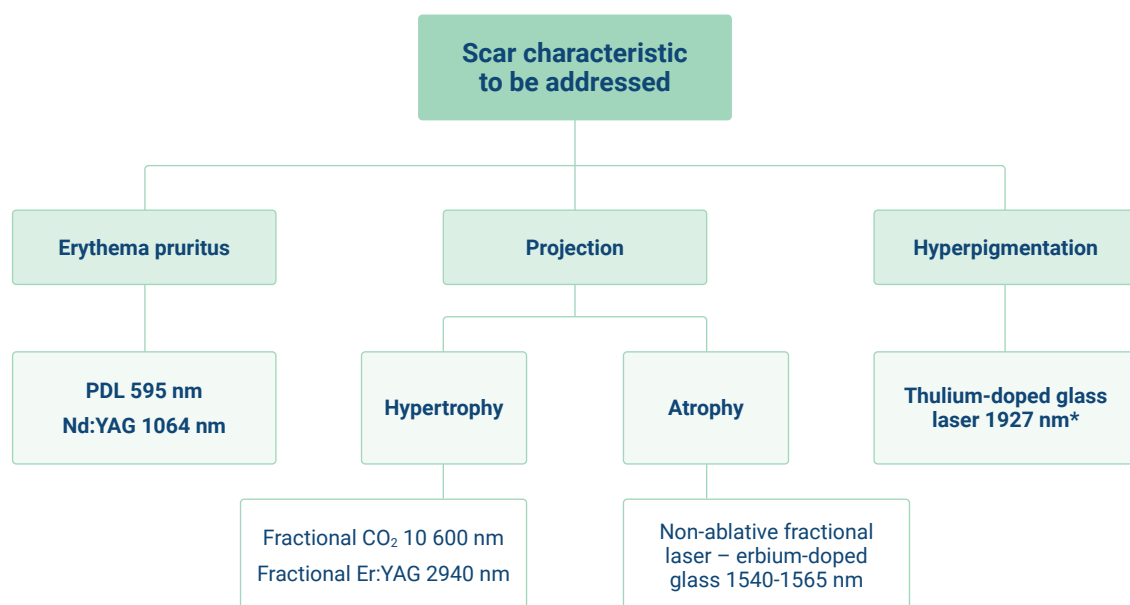 Scar characteristic
to be addressed
Erythema pruritus
Projection
Hyperpigmentation
PDL 595 nm
Nd:YAG 1064 nm
Hypertrophy
Atrophy
Thulium-doped glass
laser 1927 nm*
Fractional CO₂ 10 600 nm
Fractional Er:YAG 2940 nm
Non-ablative fractional
laser – erbium-doped
glass 1540-1565 nm